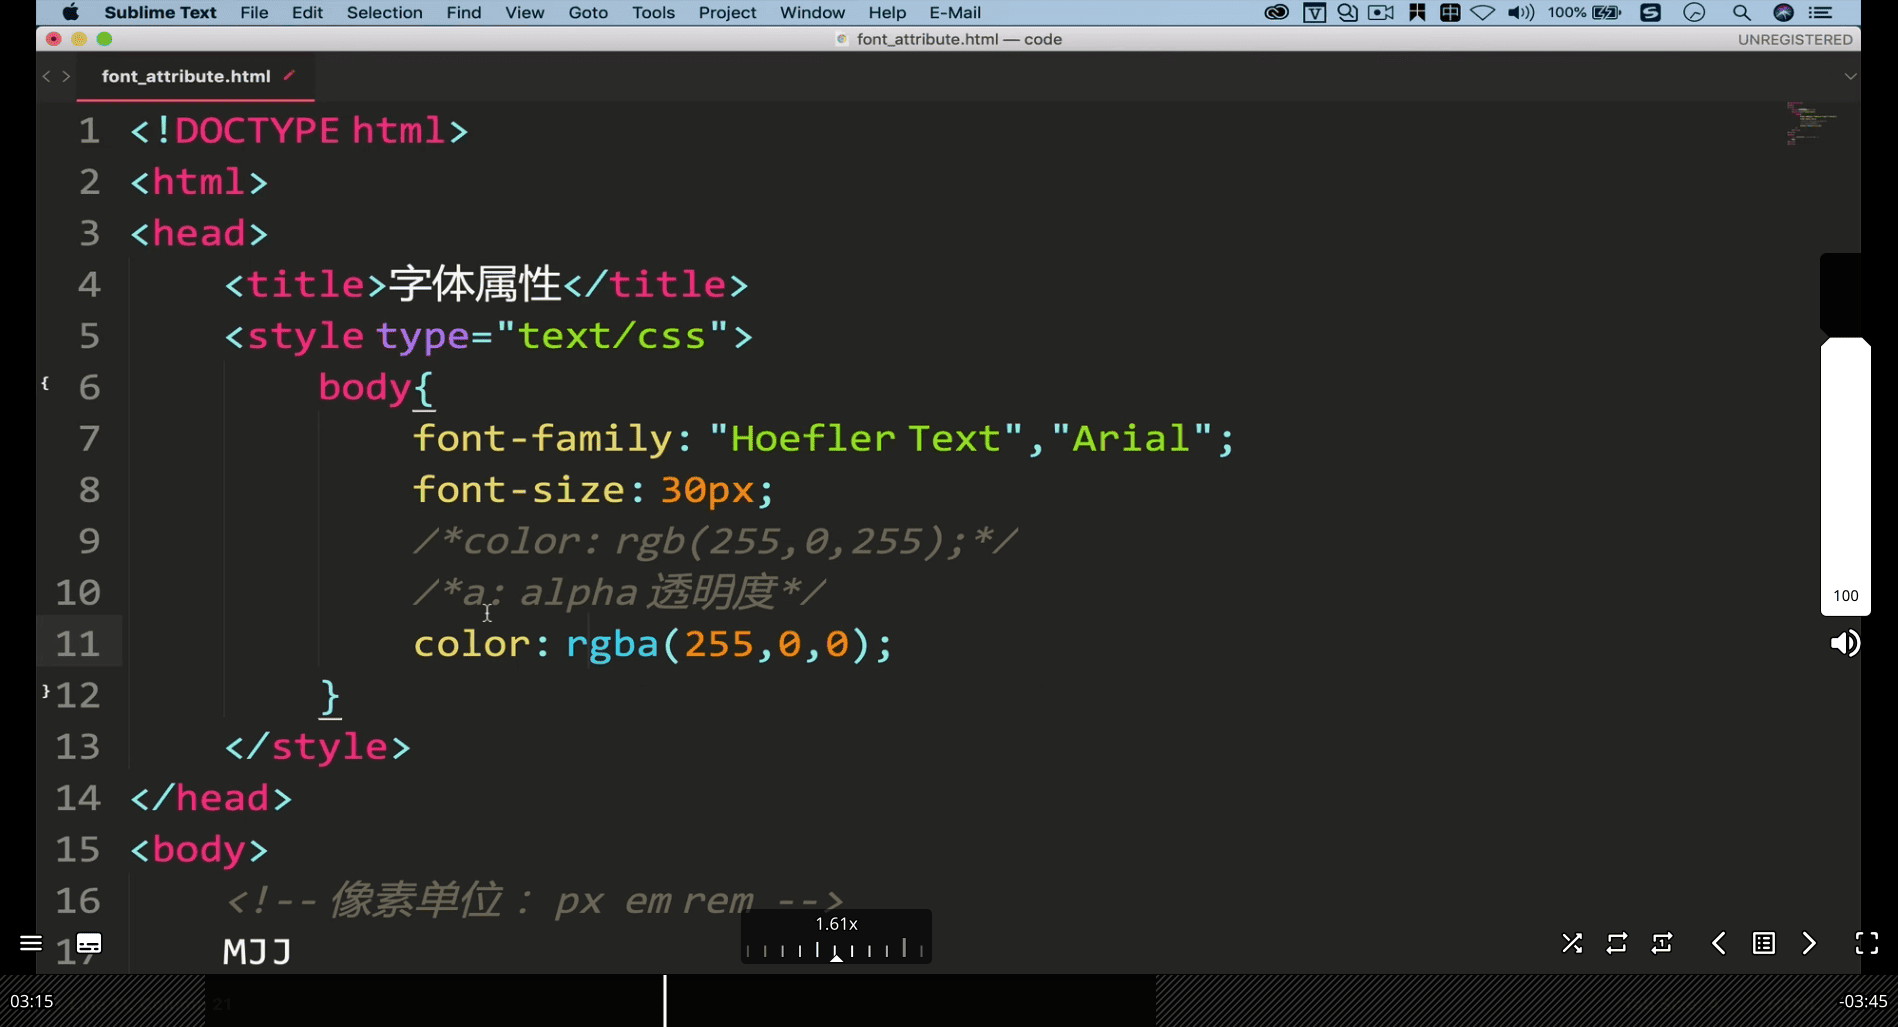 Sublime Text File Edit Selection Find View Goto Tools Project Window Help E-Mail 100%
font_attribute.html — code UNREGISTERED
font_attribute.html
1 <!DOCTYPE html>
2 <html>
3 <head>
4 <title>字体属性</title>
5 <style type="text/css">
{ 6 body{
7 font-family: "Hoefler Text","Arial";
8 font-size: 30px;
9 /*color: rgb(255,0,255);*/
10 /*a: alpha 透明度*/
100
11 color: rgba(255,0,0);
} 12 }
13 </style>
14 </head>
15 <body>
16 <!-- 像素单位： px em rem -->
1.61x
17 MJJ
03:15 21 -03:45